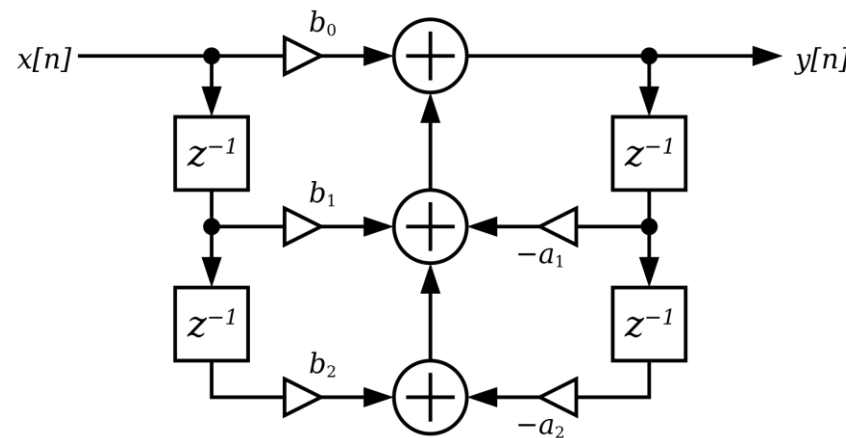 b₀
x[n]
y[n]
z⁻¹
z⁻¹
b₁
−a₁
z⁻¹
z⁻¹
b₂
−a₂